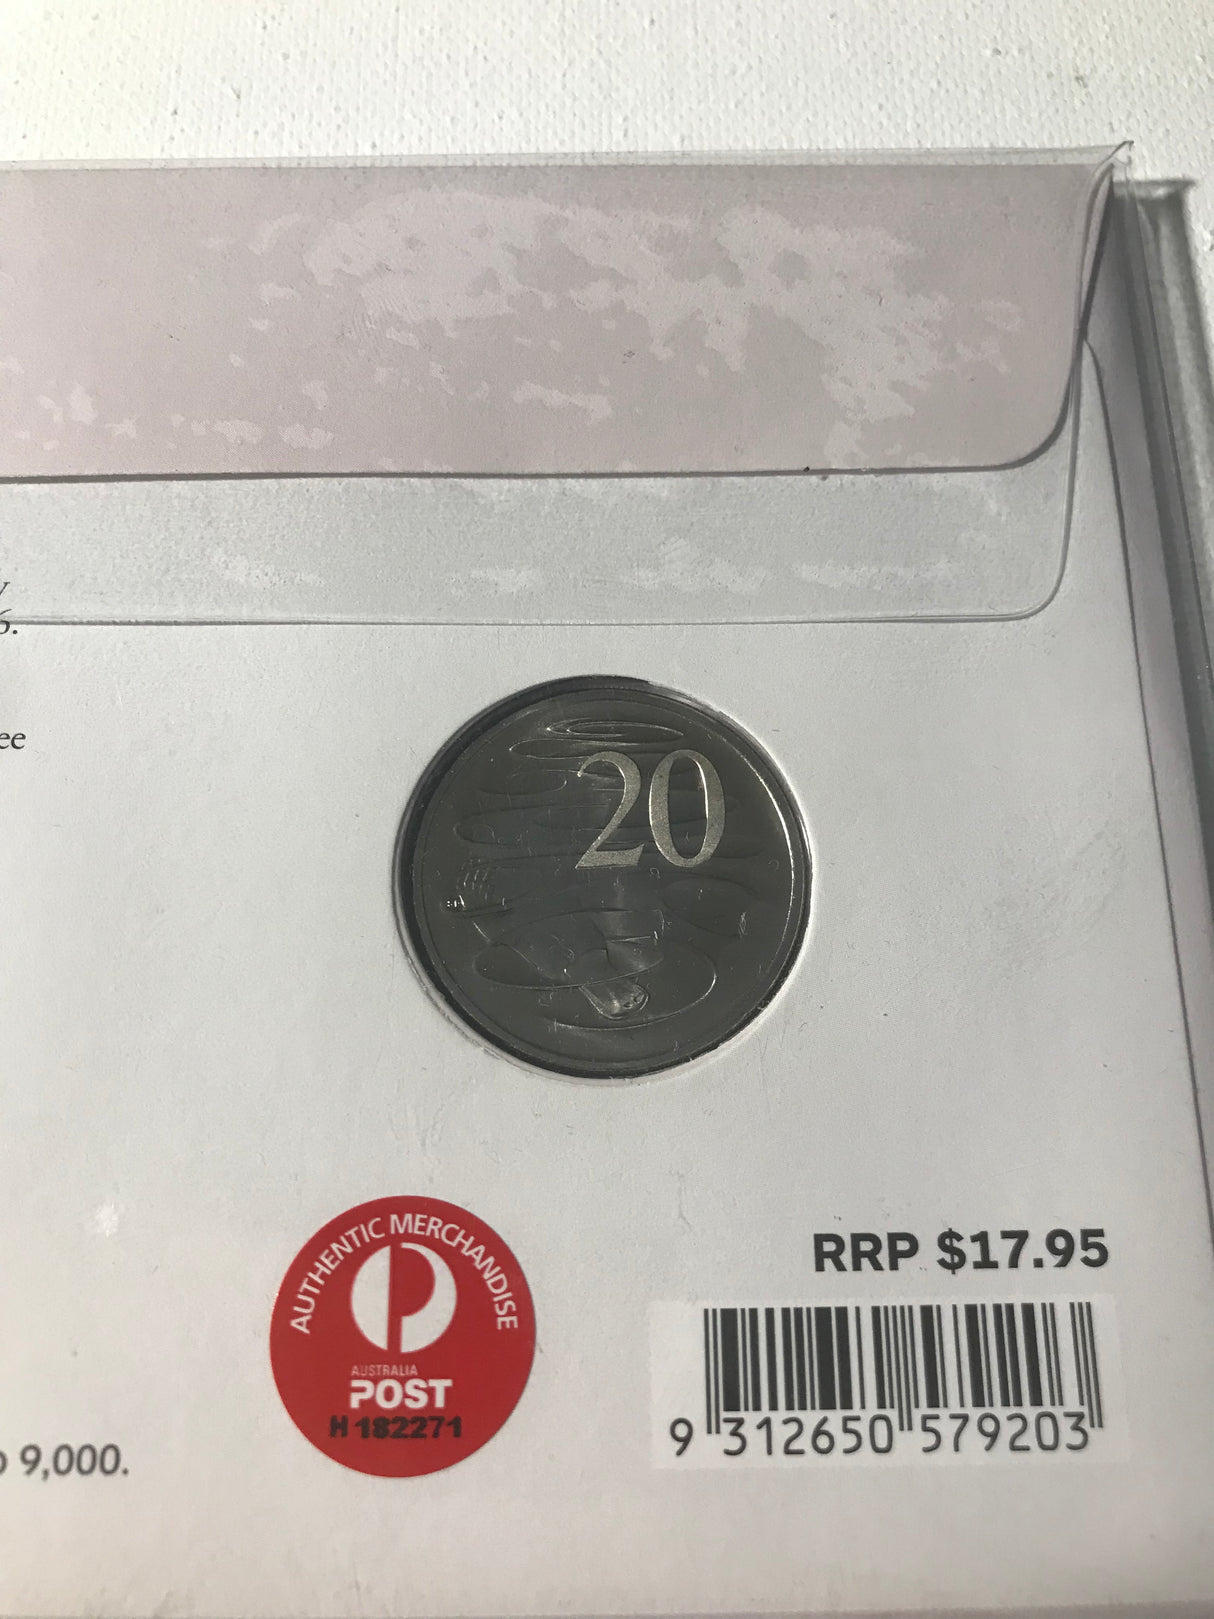 y
6.
ee
20
AUTHENTIC MERCHANDISE
AUSTRALIA
POST
H 182271
RRP $17.95
9 312650 579203
9,000.